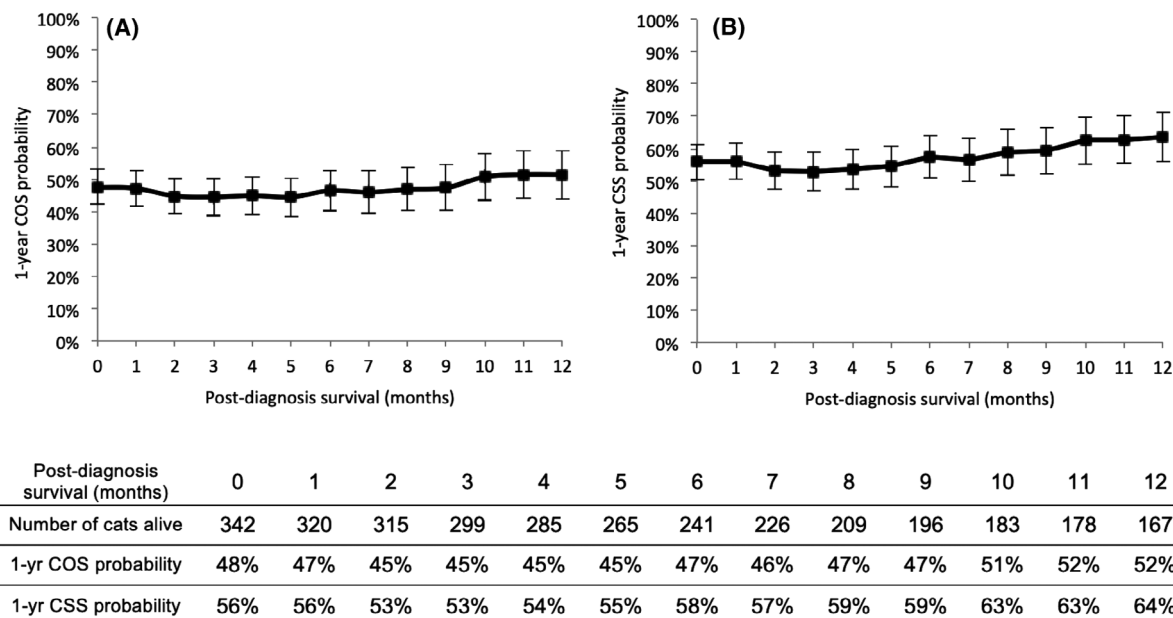 (A)
100%
90%
80%
70%
60%
50%
40%
30%
20%
10%
0%
1-year COS probability
0 1 2 3 4 5 6 7 8 9 10 11 12
Post-diagnosis survival (months)
(B)
100%
90%
80%
70%
60%
50%
40%
30%
20%
10%
0%
1-year CSS probability
0 1 2 3 4 5 6 7 8 9 10 11 12
Post-diagnosis survival (months)
Post-diagnosis
survival (months) 0 1 2 3 4 5 6 7 8 9 10 11 12
Number of cats alive 342 320 315 299 285 265 241 226 209 196 183 178 167
1-yr COS probability 48% 47% 45% 45% 45% 45% 47% 46% 47% 47% 51% 52% 52%
1-yr CSS probability 56% 56% 53% 53% 54% 55% 58% 57% 59% 59% 63% 63% 64%